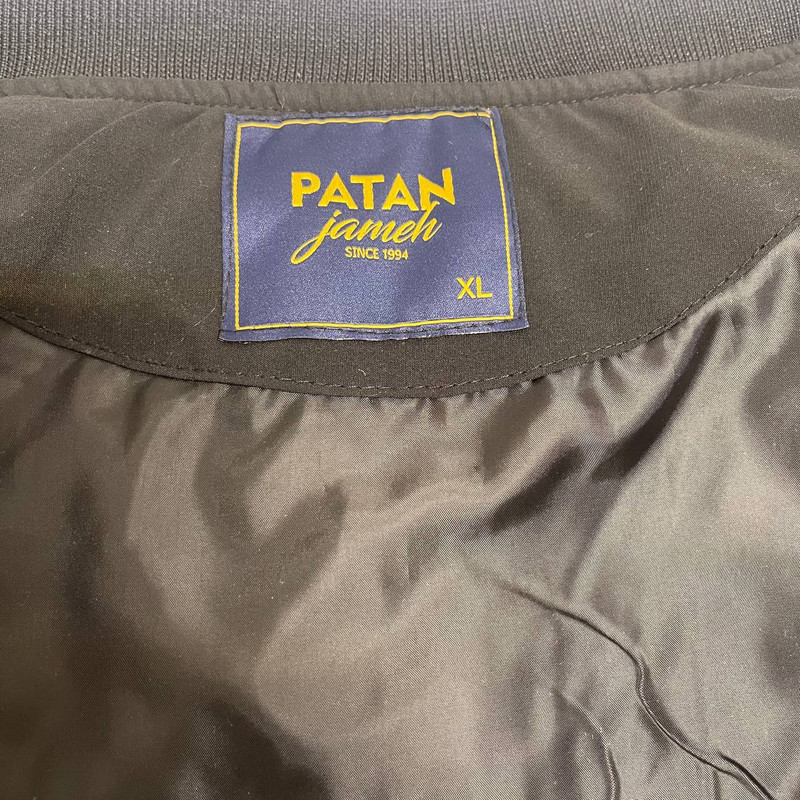 PATAN
jameh
SINCE 1994
XL